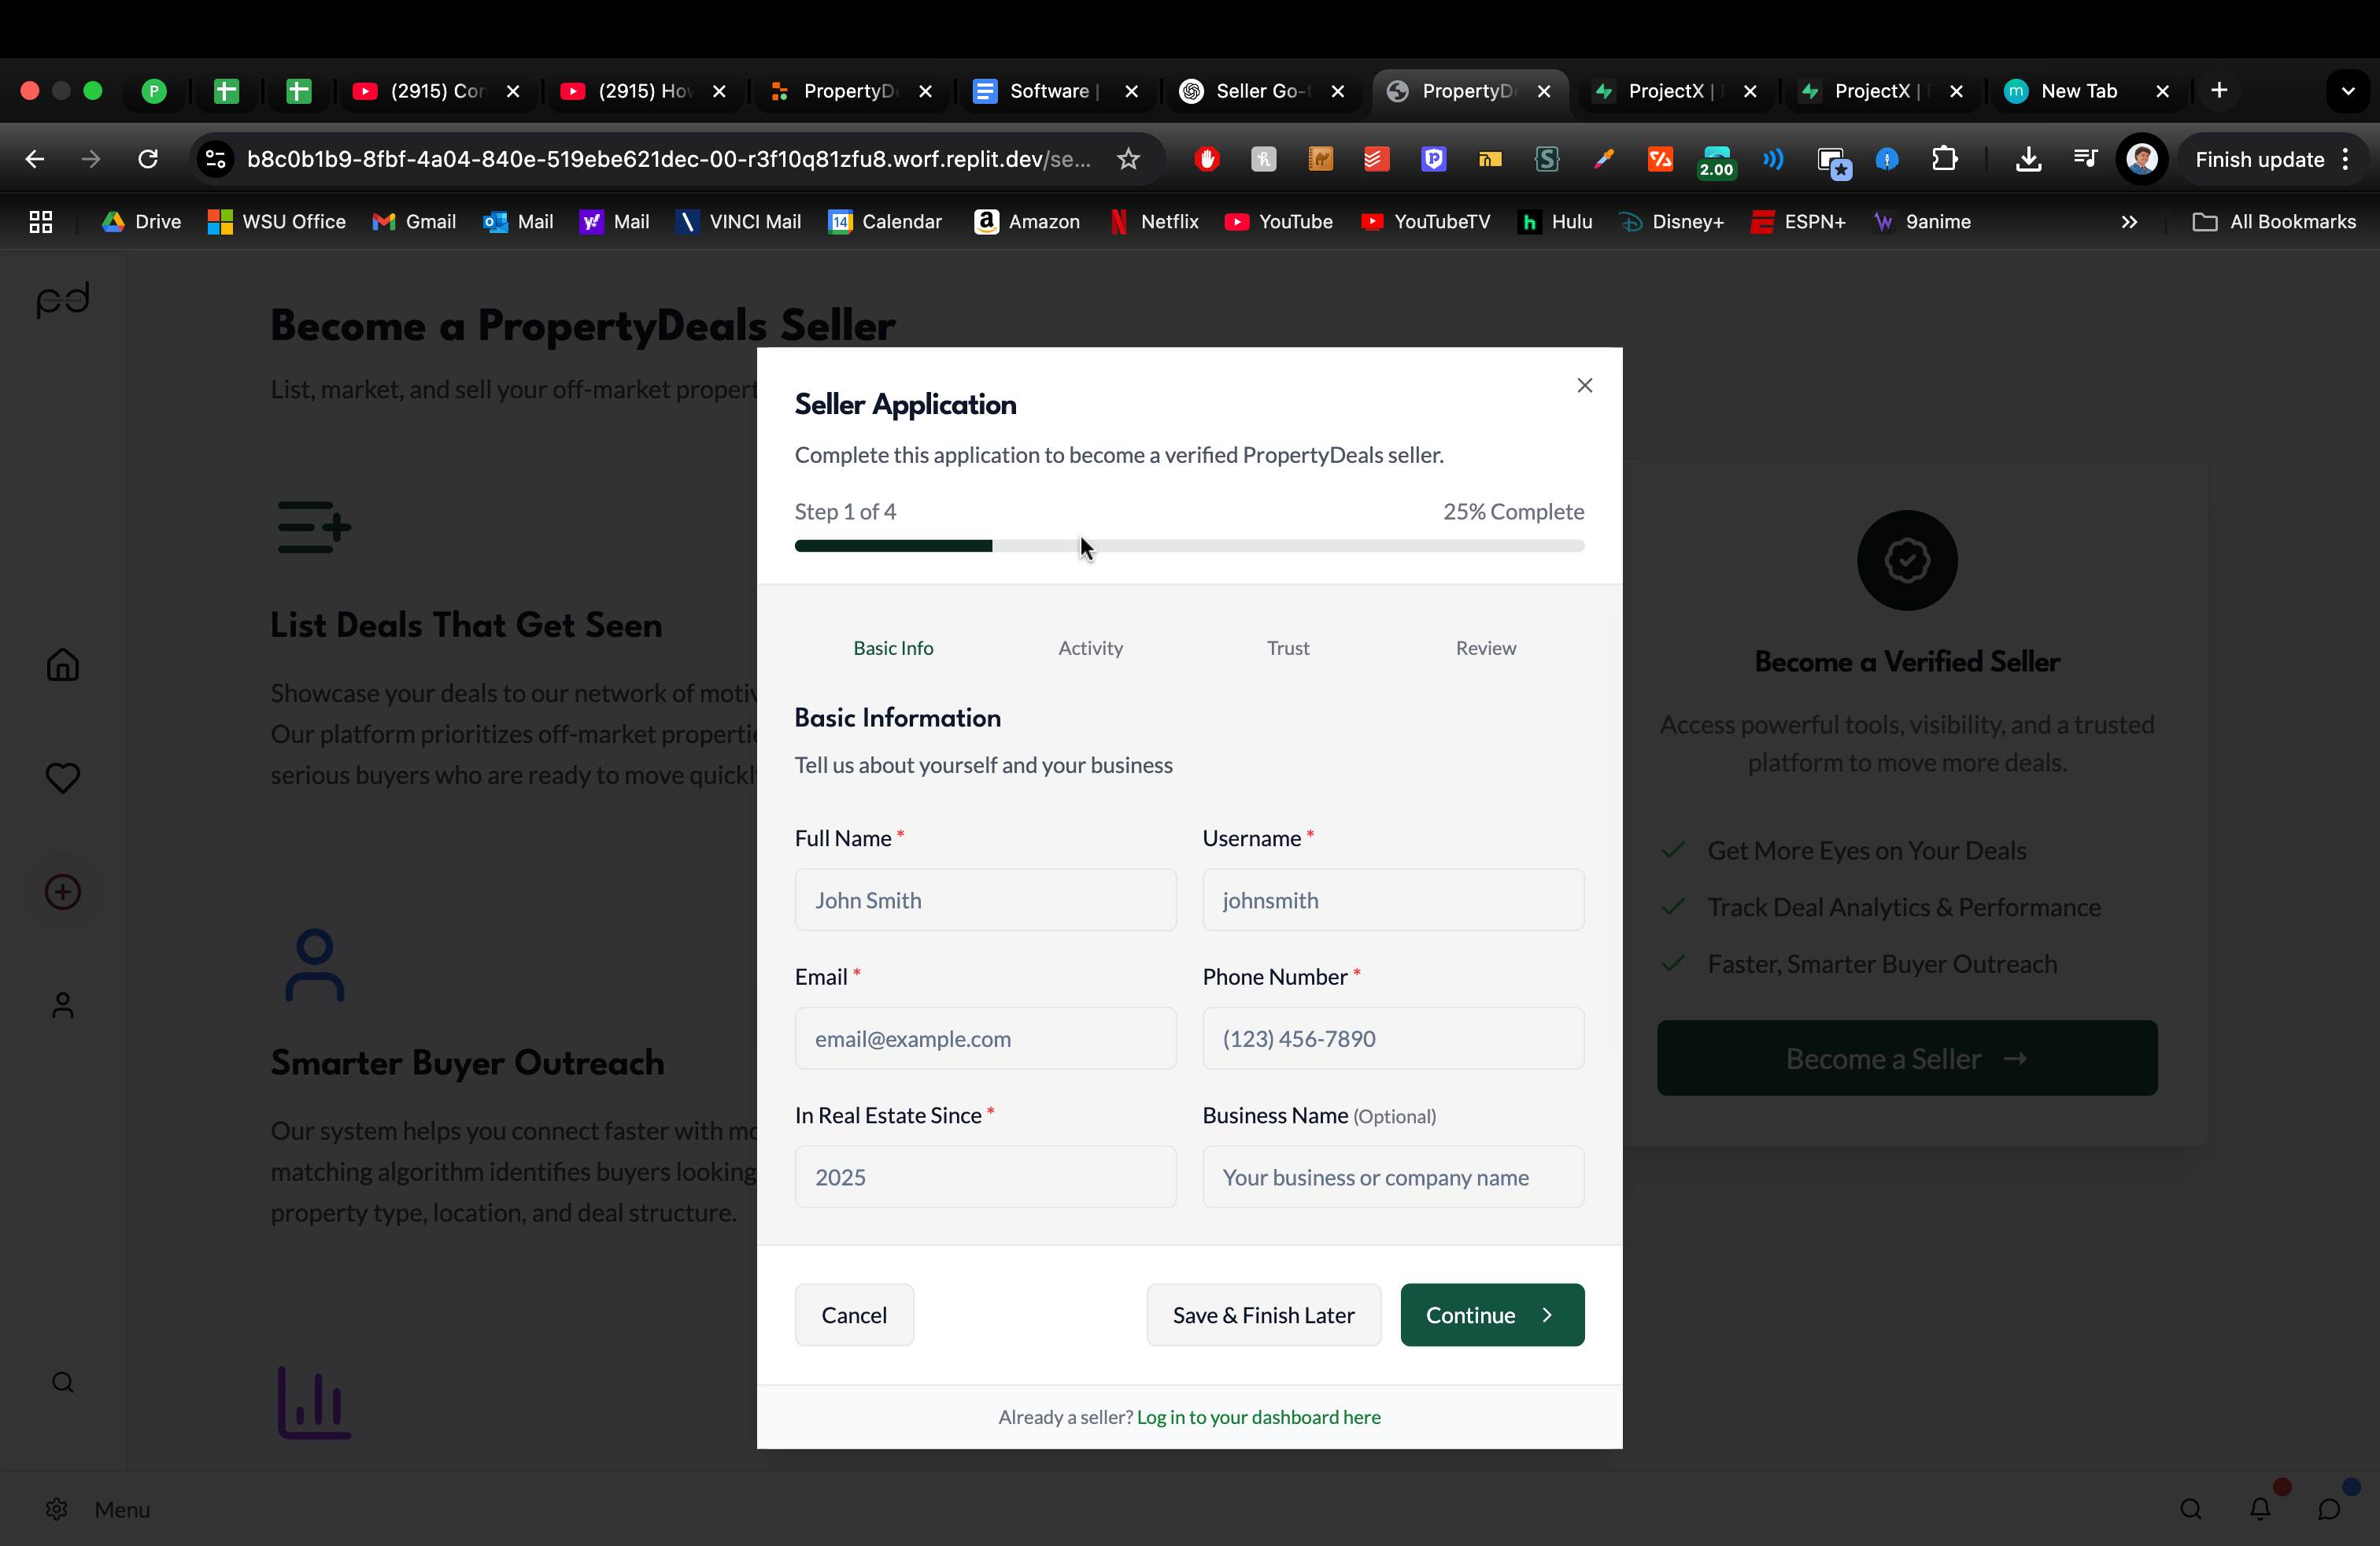 P
(2915) Cor
(2915) Hov
PropertyD
Software |
Seller Go-t
PropertyD
ProjectX |
ProjectX |
m
New Tab
b8c0b1b9-8fbf-4a04-840e-519ebe621dec-00-r3f10q81zfu8.worf.replit.dev/se...
2.00
Finish update
Drive
WSU Office
Gmail
Mail
Mail
VINCI Mail
14
Calendar
Amazon
Netflix
YouTube
YouTubeTV
Hulu
Disney+
ESPN+
9anime
All Bookmarks
pd
Become a PropertyDeals Seller
List, market, and sell your off-market propert
List Deals That Get Seen
Showcase your deals to our network of motiv
Our platform prioritizes off-market propertie
serious buyers who are ready to move quickl
Smarter Buyer Outreach
Our system helps you connect faster with mo
matching algorithm identifies buyers looking
property type, location, and deal structure.
Menu
Seller Application
Complete this application to become a verified PropertyDeals seller.
Step 1 of 4
25% Complete
Basic Info
Activity
Trust
Review
Basic Information
Tell us about yourself and your business
Full Name *
Username *
John Smith
johnsmith
Email *
Phone Number *
email@example.com
(123) 456-7890
In Real Estate Since *
Business Name (Optional)
2025
Your business or company name
Cancel
Save & Finish Later
Continue
Already a seller? Log in to your dashboard here
Become a Verified Seller
Access powerful tools, visibility, and a trusted
platform to move more deals.
Get More Eyes on Your Deals
Track Deal Analytics & Performance
Faster, Smarter Buyer Outreach
Become a Seller →